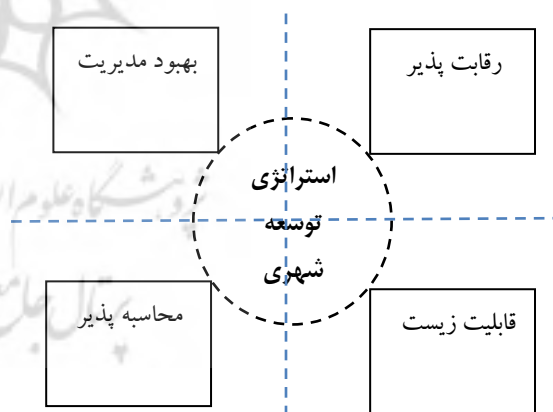 رقابت پذیر
بهبود مدیریت
استراتژی
توسعه
شهری
قابلیت زیست
محاسبه پذیر